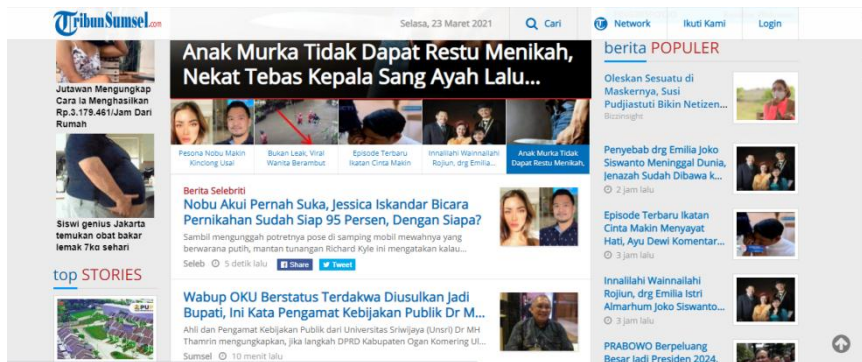 TribunSumsel.com
Selasa, 23 Maret 2021
Cari
Network
Ikuti Kami
Login
Jutawan Mengungkap
Cara Ia Menghasilkan
Rp.3.179.461/Jam Dari
Rumah
Siswi genius Jakarta
temukan obat bakar
lemak 7kg sehari
top STORIES
Anak Murka Tidak Dapat Restu Menikah,
Nekat Tebas Kepala Sang Ayah Lalu...
Pesona Nobu Makin
Kinclong Usai
Bukan Leak, Viral
Wanita Berambut
Episode Terbaru
Ikatan Cinta Makin
Innalilahi Wainnailahi
Rojiun, drg Emilia...
Anak Murka Tidak
Dapat Restu Menikah,
Berita Selebriti
Nobu Akui Pernah Suka, Jessica Iskandar Bicara
Pernikahan Sudah Siap 95 Persen, Dengan Siapa?
Sambil mengunggah potretnya pose di samping mobil mewahnya yang
berwarana putih, mantan tunangan Richard Kyle ini mengatakan kalau...
Seleb 5 detik lalu Share Tweet
Wabup OKU Berstatus Terdakwa Diusulkan Jadi
Bupati, Ini Kata Pengamat Kebijakan Publik Dr M...
Ahli dan Pengamat Kebijakan Publik dari Universitas Sriwijaya (Unsri) Dr MH
Thamrin mengungkapkan, jika langkah DPRD Kabupaten Ogan Komering Ul...
Sumsel 10 menit lalu
berita POPULER
Oleskan Sesuatu di
Maskernya, Susi
Pudjiastuti Bikin Netizen...
Bizzinsight
Penyebab drg Emilia Joko
Siswanto Meninggal Dunia,
Jenazah Sudah Dibawa k...
2 jam lalu
Episode Terbaru Ikatan
Cinta Makin Menyayat
Hati, Ayu Dewi Komentar...
3 jam lalu
Innalilahi Wainnailahi
Rojiun, drg Emilia Istri
Almarhum Joko Siswanto...
3 jam lalu
PRABOWO Berpeluang
Besar Jadi Presiden 2024,